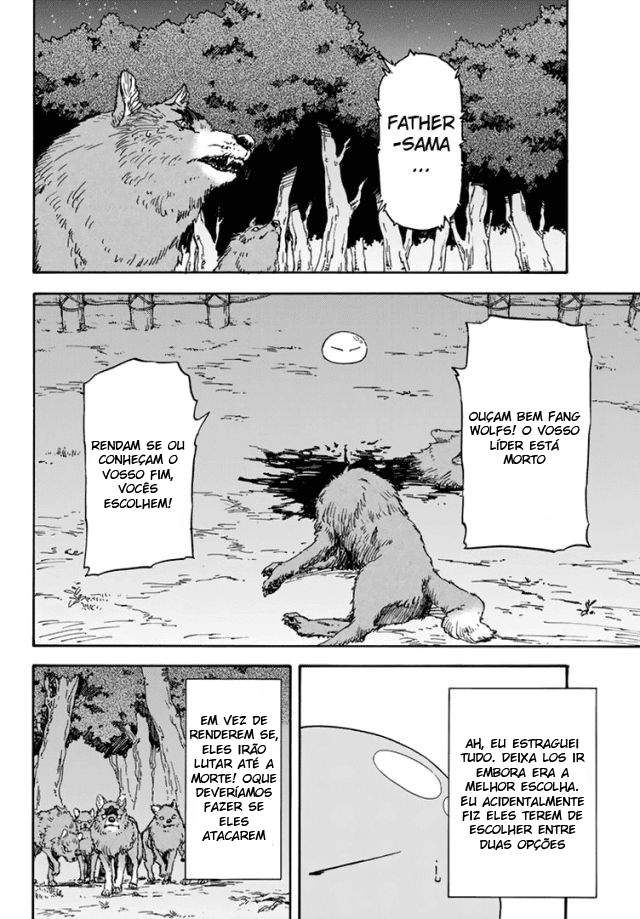 FATHER
-SAMA
...
OUÇAM BEM FANG
WOLFS! O VOSSO
LÍDER ESTÁ
MORTO
RENDAM SE OU
CONHEÇAM O
VOSSO FIM,
VOCÊS
ESCOLHEM!
AH, EU ESTRAGUEI
TUDO. DEIXA LOS IR
EMBORA ERA A
MELHOR ESCOLHA.
EU ACIDENTALMENTE
FIZ ELES TEREM DE
ESCOLHER ENTRE
DUAS OPÇÕES
EM VEZ DE
RENDEREM SE,
ELES IRÃO
LLUTAR ATÉ A
MORTE! OQUE
DEVERÍAMOS
FAZER SE
ELES
ATACAREM